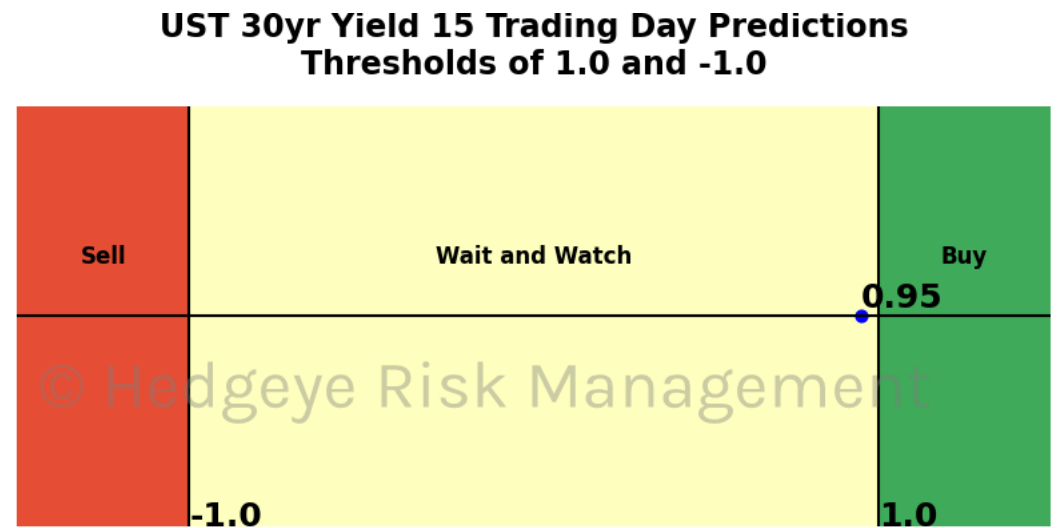 UST 30yr Yield 15 Trading Day Predictions
Thresholds of 1.0 and -1.0
Sell
Wait and Watch
Buy
0.95
© Hedgeye Risk Management
-1.0
1.0